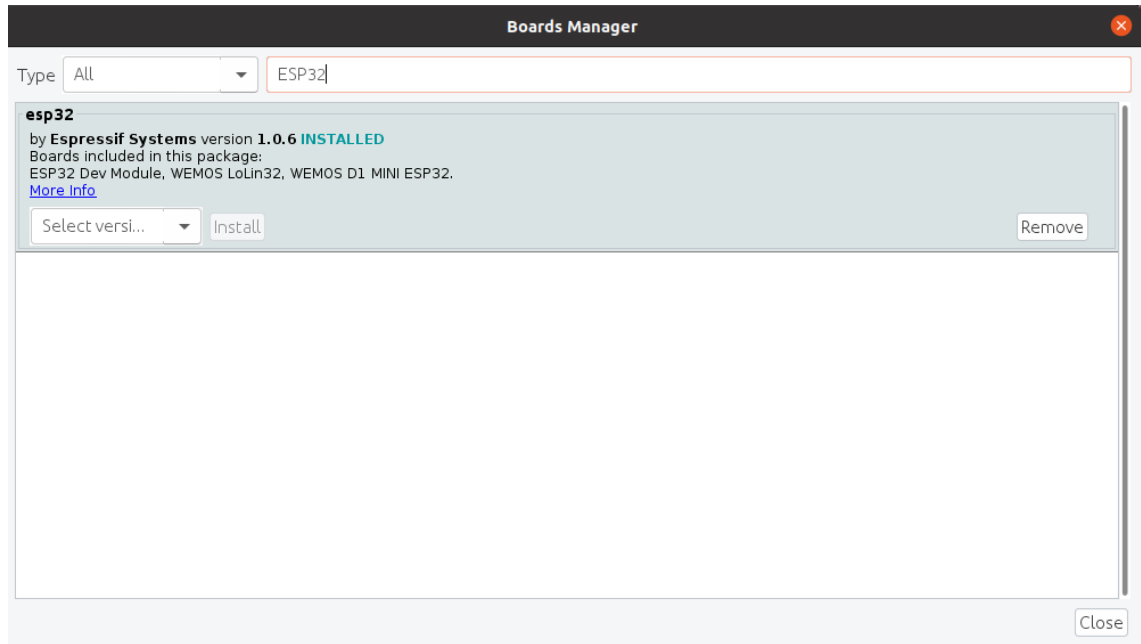 Boards Manager
Type All ESP32
esp32
by Espressif Systems version 1.0.6 INSTALLED
Boards included in this package:
ESP32 Dev Module, WEMOS LoLin32, WEMOS D1 MINI ESP32.
More Info
Select versi... Install Remove
Close